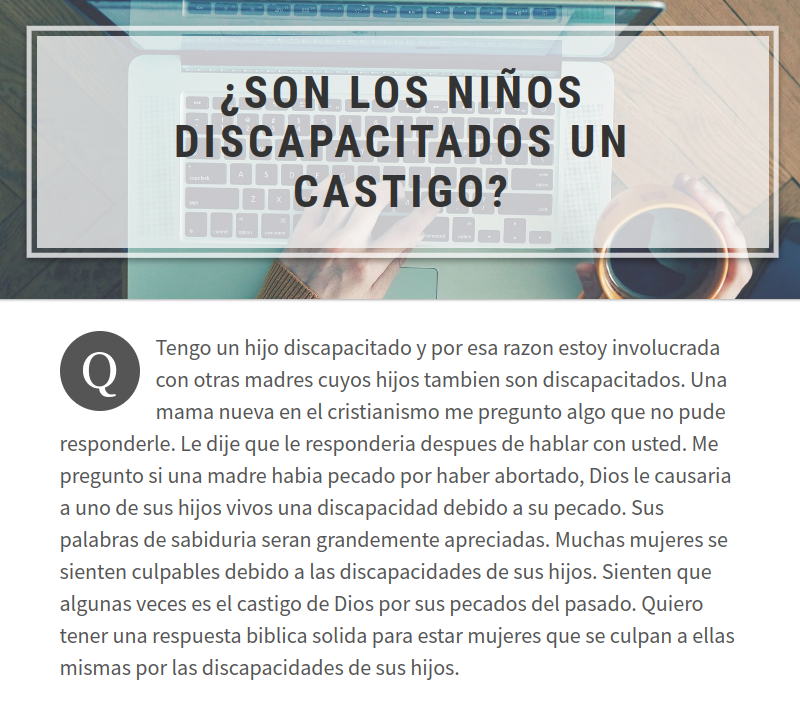 ¿SON LOS NIÑOS
DISCAPACITADOS UN
CASTIGO?
Q
Tengo un hijo discapacitado y por esa razon estoy involucrada
con otras madres cuyos hijos tambien son discapacitados. Una
mama nueva en el cristianismo me pregunto algo que no pude
responderle. Le dije que le responderia despues de hablar con usted. Me
pregunto si una madre habia pecado por haber abortado, Dios le causaria
a uno de sus hijos vivos una discapacidad debido a su pecado. Sus
palabras de sabiduria seran grandemente apreciadas. Muchas mujeres se
sienten culpables debido a las discapacidades de sus hijos. Sienten que
algunas veces es el castigo de Dios por sus pecados del pasado. Quiero
tener una respuesta biblica solida para estar mujeres que se culpan a ellas
mismas por las discapacidades de sus hijos.